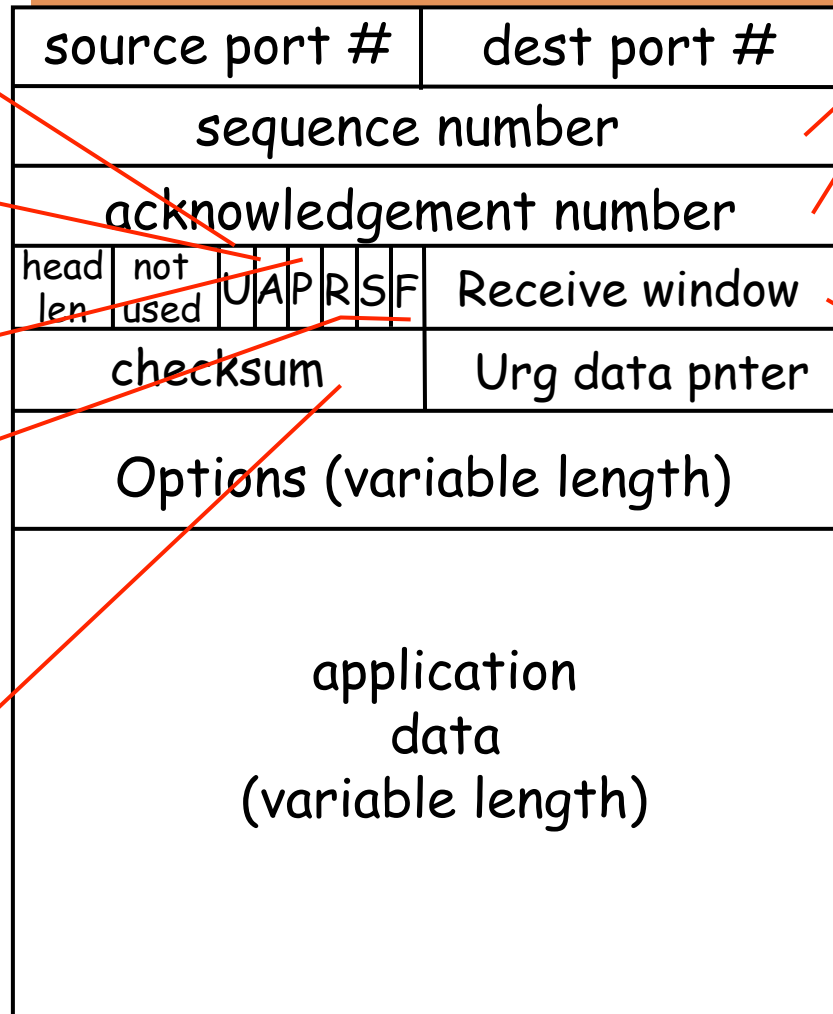 source port # dest port #
sequence number
acknowledgement number
head len not used U A P R S F Receive window
checksum Urg data pnter
Options (variable length)
application
data
(variable length)